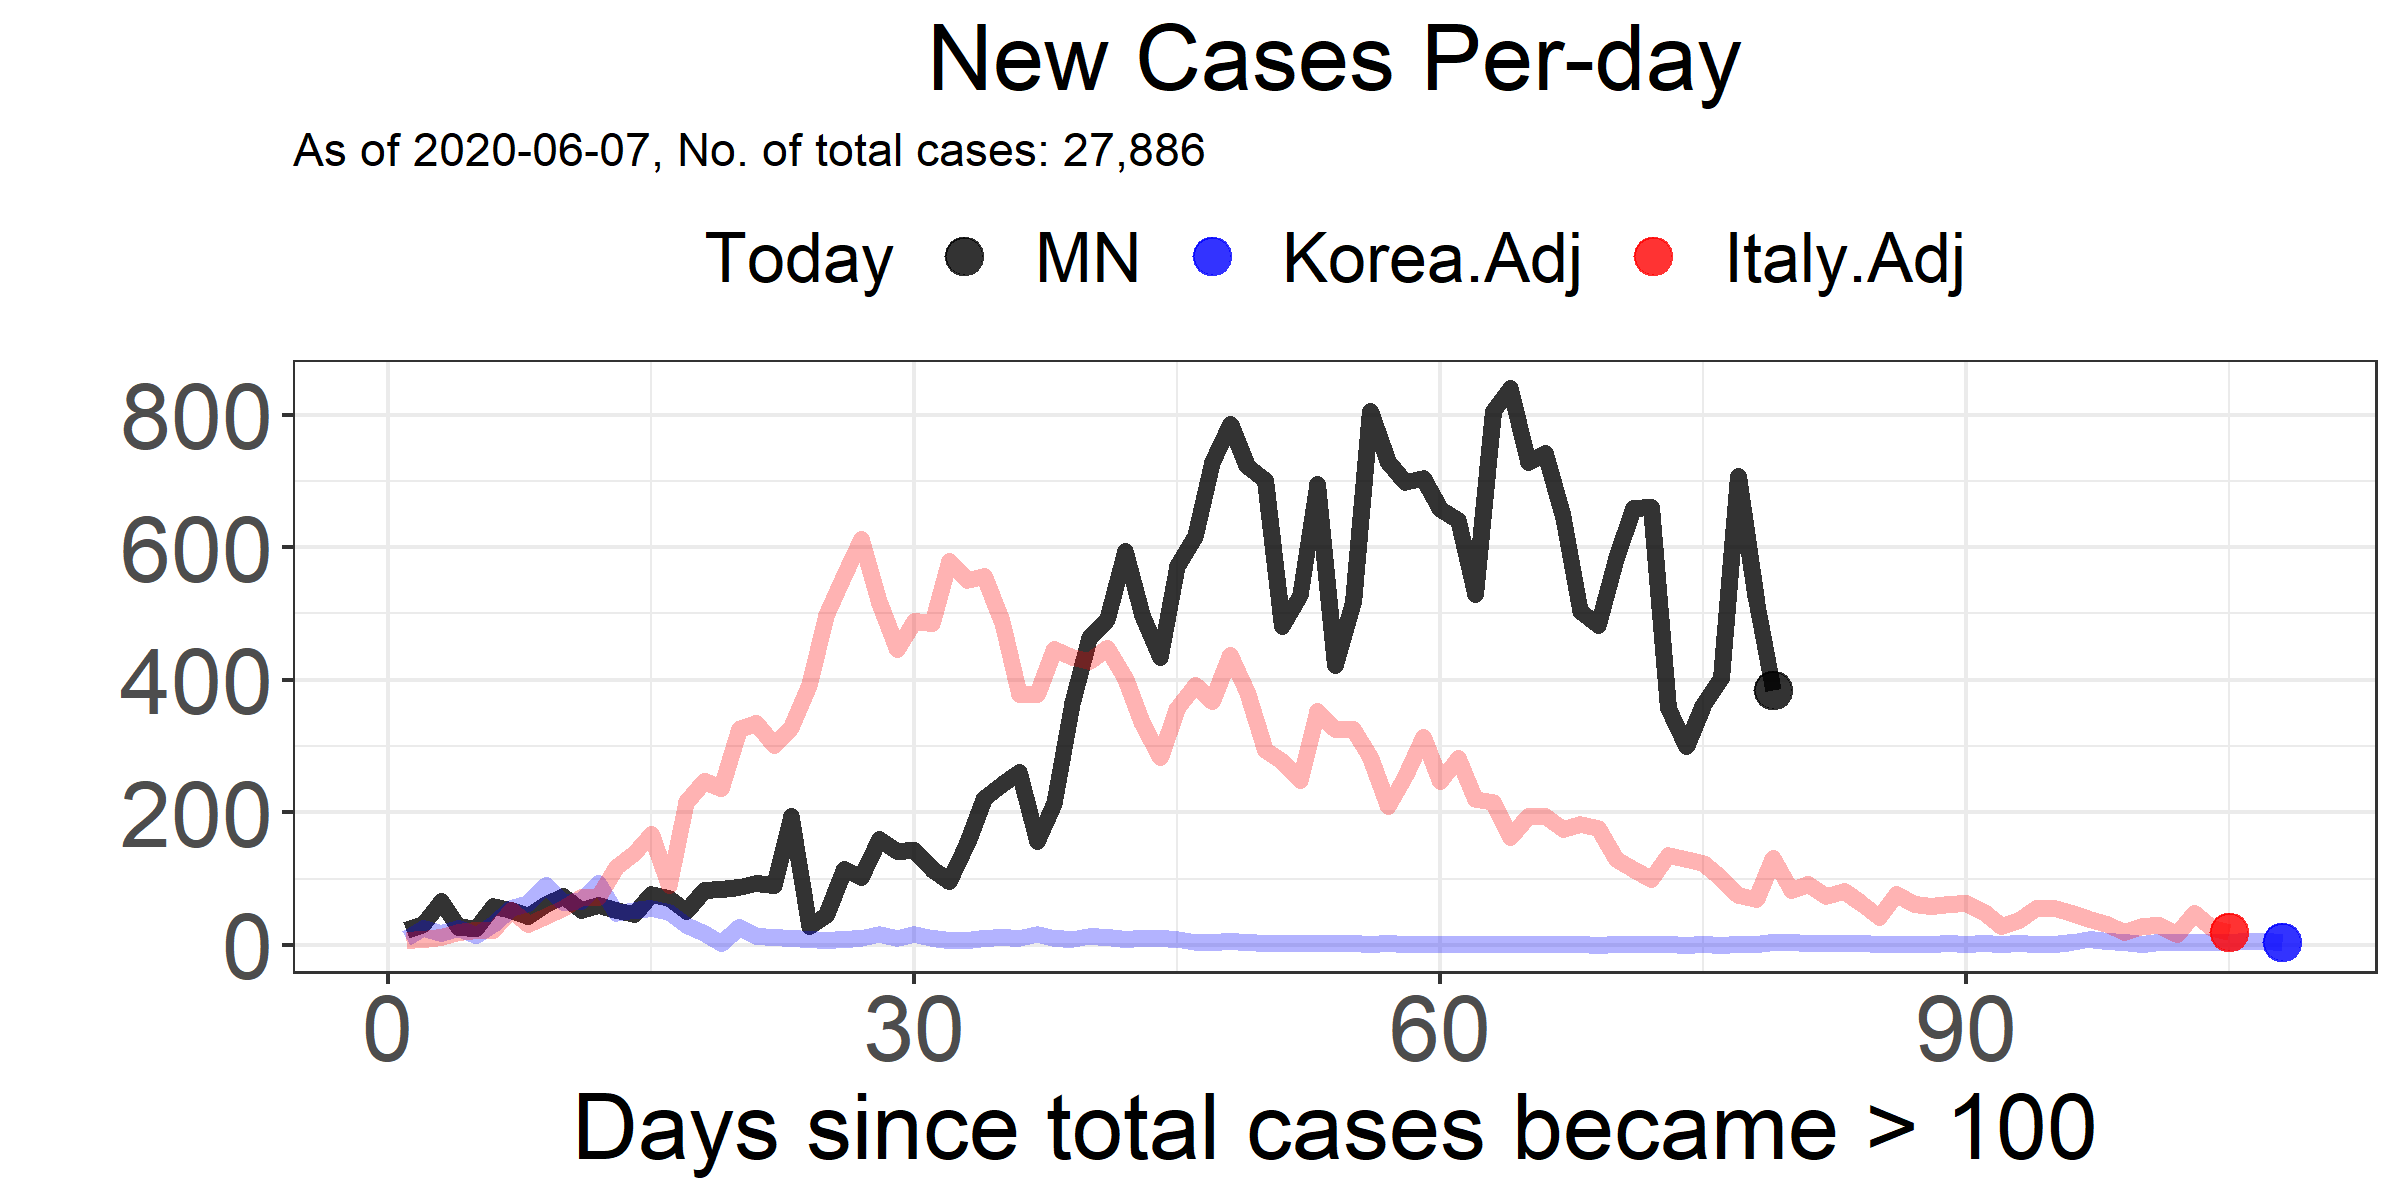 New Cases Per-day
As of 2020-06-07, No. of total cases: 27,886
Today MN Korea.Adj Italy.Adj
800
600
400
200
0
0 30 60 90
Days since total cases became > 100